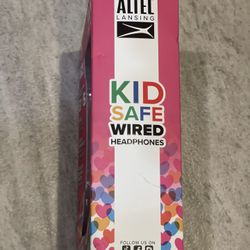 ALTEC
LANSING
KID
SAFE
WIRED
HEADPHONES
FOLLOW US ON